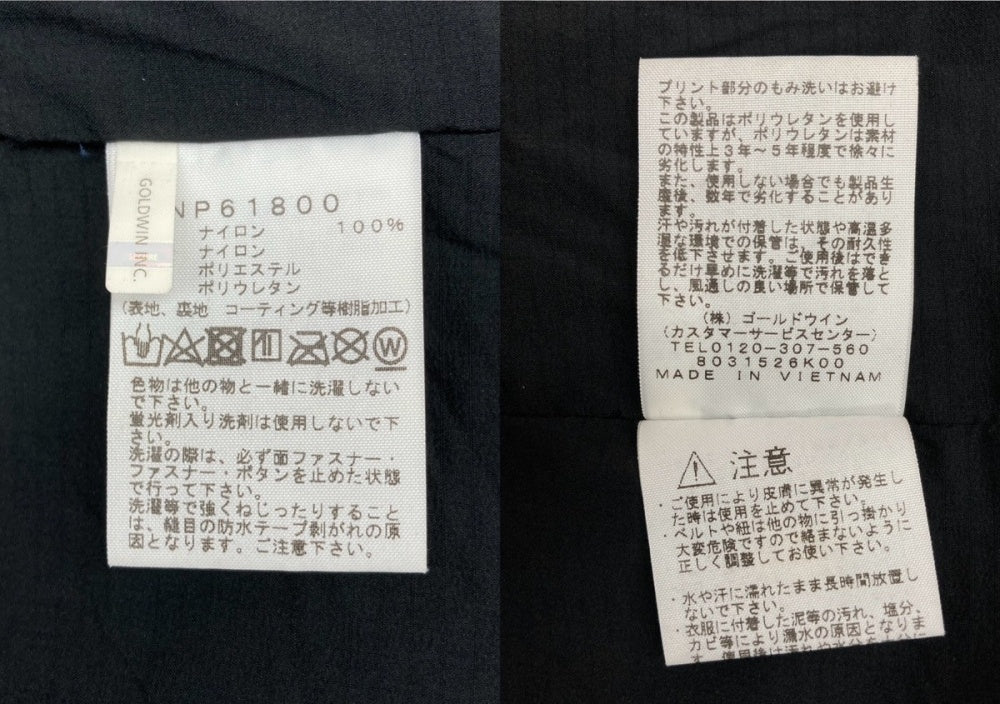 GOLDWIN INC.
NP61800
ナイロン 100%
ナイロン
ポリエステル
ポリウレタン
(表地、裏地 コーティング等樹脂加工)
W
色物は他の物と一緒に洗濯しない
で下さい。
蛍光剤入り洗剤は使用しないで下
さい。
洗濯の際は、必ず面ファスナー・
ファスナー・ボタンを止めた状態
で行って下さい。
洗濯等で強くねじったりすること
は、縫目の防水テープ剥がれの原
因となります。ご注意下さい。
プリント部分のもみ洗いはお避け
下さい。
この製品はポリウレタンを使用し
ていますが、ポリウレタンは素材
の特性上3年～5年程度で徐々に
劣化します。
また、使用しない場合でも製品生
産後、数年で劣化することがあり
ます。
汗や汚れが付着した状態や高温多
湿な環境での保管は、その耐久性
を低下させます。ご使用後はでき
るだけ早めに洗濯等で汚れを落と
し、風通しの良い場所で保管して
下さい。
(株) ゴールドウイン
(カスタマーサービスセンター)
TEL0120-307-560
8031526K00
MADE IN VIETNAM
注意
・ご使用により皮膚に異常が発生し
た時は使用を止めて下さい。
・ベルトや紐は他の物に引っ掛かり
大変危険ですので絡まないように
正しく調整してお使い下さい。
・水や汗に濡れたまま長時間放置し
ないで下さい。
・衣服に付着した泥等の汚れ、塩分、
カビ等により漏水の原因となりま
す。使用後は汚れや水分を充分に